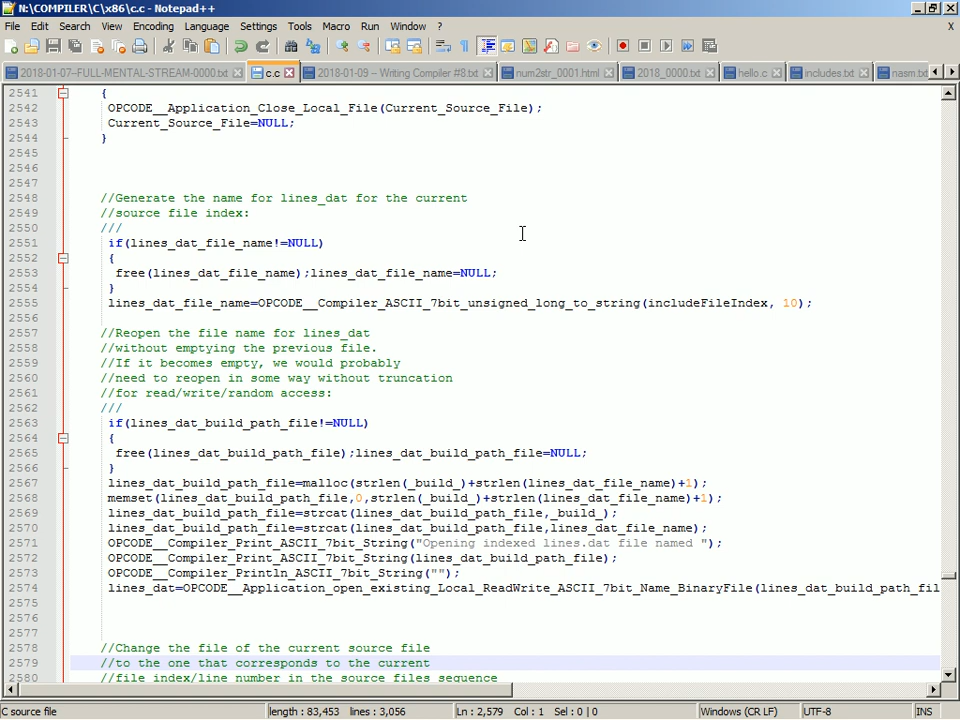 N:\COMPILER\C\x86\c.c - Notepad++
File Edit Search View Encoding Language Settings Tools Macro Run Window ? X
2018-01-07-FULL-MENTAL-STREAM-0000.txt c.c 2018-01-09 – Writing Compiler #8.txt num2str_0001.html 2018_0000.txt hello.c includes.txt nasm.txt
2541 {
2542 OPCODE__Application_Close_Local_File(Current_Source_File);
2543 Current_Source_File=NULL;
2544 }
2545
2546
2547
2548 //Generate the name for lines_dat for the current
2549 //source file index:
2550 ///
2551 if(lines_dat_file_name!=NULL)
2552 {
2553 free(lines_dat_file_name);lines_dat_file_name=NULL;
2554 }
2555 lines_dat_file_name=OPCODE__Compiler_ASCII_7bit_unsigned_long_to_string(includeFileIndex, 10);
2556
2557 //Reopen the file name for lines_dat
2558 //without emptying the previous file.
2559 //If it becomes empty, we would probably
2560 //need to reopen in some way without truncation
2561 //for read/write/random access:
2562 ///
2563 if(lines_dat_build_path_file!=NULL)
2564 {
2565 free(lines_dat_build_path_file);lines_dat_build_path_file=NULL;
2566 }
2567 lines_dat_build_path_file=malloc(strlen(_build_)+strlen(lines_dat_file_name)+1);
2568 memset(lines_dat_build_path_file,0,strlen(_build_)+strlen(lines_dat_file_name)+1);
2569 lines_dat_build_path_file=strcat(lines_dat_build_path_file,_build_);
2570 lines_dat_build_path_file=strcat(lines_dat_build_path_file,lines_dat_file_name);
2571 OPCODE__Compiler_Print_ASCII_7bit_String("Opening indexed lines.dat file named ");
2572 OPCODE__Compiler_Print_ASCII_7bit_String(lines_dat_build_path_file);
2573 OPCODE__Compiler_Println_ASCII_7bit_String("");
2574 lines_dat=OPCODE__Application_open_existing_Local_ReadWrite_ASCII_7bit_Name_BinaryFile(lines_dat_build_path_fil
2575
2576
2577
2578 //Change the file of the current source file
2579 //to the one that corresponds to the current
2580 //file index/line number in the source files sequence
C source file length : 83,453 lines : 3,056 Ln : 2,579 Col : 1 Sel : 0 | 0 Windows (CR LF) UTF-8 INS